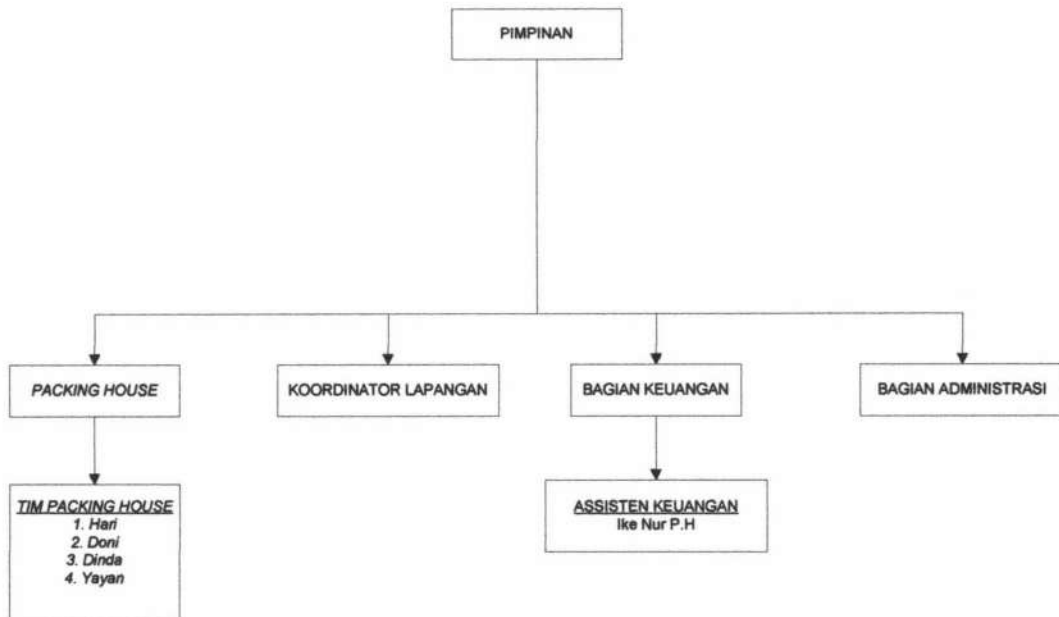 PIMPINAN
PACKING HOUSE
KOORDINATOR LAPANGAN
BAGIAN KEUANGAN
BAGIAN ADMINISTRASI
TIM PACKING HOUSE
1. Hari
2. Doni
3. Dinda
4. Yayan
ASSISTEN KEUANGAN
Ike Nur P.H